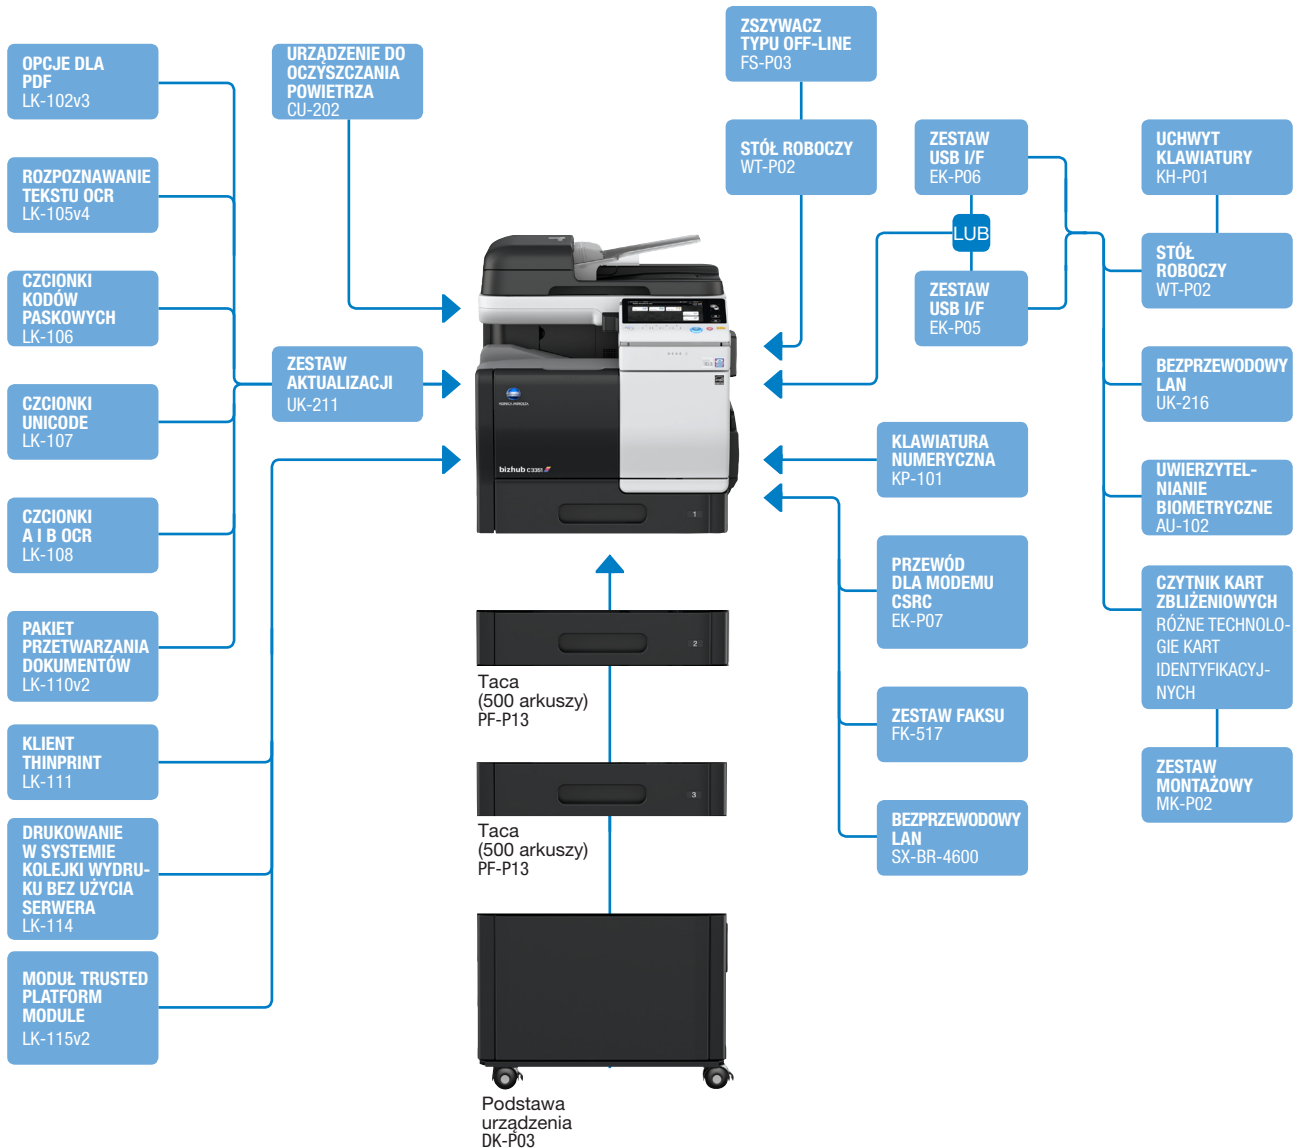 OPCJE DLA
PDF
LK-102v3
ROZPOZNAWANIE
TEKSTU OCR
LK-105v4
CZCIONKI
KODÓW
PASKOWYCH
LK-106
CZCIONKI
UNICODE
LK-107
CZCIONKI
A I B OCR
LK-108
PAKIET
PRZETWARZANIA
DOKUMENTÓW
LK-110v2
KLIENT
THINPRINT
LK-111
DRUKOWANIE
W SYSTEMIE
KOLEJKI WYDRU-
KU BEZ UŻYCIA
SERWERA
LK-114
MODUŁ TRUSTED
PLATFORM
MODULE
LK-115v2
URZĄDZENIE DO
OCZYSZCZANIA
POWIETRZA
CU-202
ZESTAW
AKTUALIZACJI
UK-211
KONICA MINOLTA
bizhub C3351
1
2
Taca
(500 arkuszy)
PF-P13
3
Taca
(500 arkuszy)
PF-P13
Podstawa
urządzenia
DK-P03
ZSZYWACZ
TYPU OFF-LINE
FS-P03
STÓŁ ROBOCZY
WT-P02
ZESTAW
USB I/F
EK-P06
LUB
ZESTAW
USB I/F
EK-P05
KLAWIATURA
NUMERYCZNA
KP-101
PRZEWÓD
DLA MODEMU
CSRC
EK-P07
ZESTAW FAKSU
FK-517
BEZPRZEWODOWY
LAN
SX-BR-4600
UCHWYT
KLAWIATURY
KH-P01
STÓŁ
ROBOCZY
WT-P02
BEZPRZEWODOWY
LAN
UK-216
UWIERZYTEL-
NIANIE
BIOMETRYCZNE
AU-102
CZYTNIK KART
ZBLIŻENIOWYCH
RÓŻNE TECHNOLO-
GIE KART
IDENTYFIKACYJ-
NYCH
ZESTAW
MONTAŻOWY
MK-P02